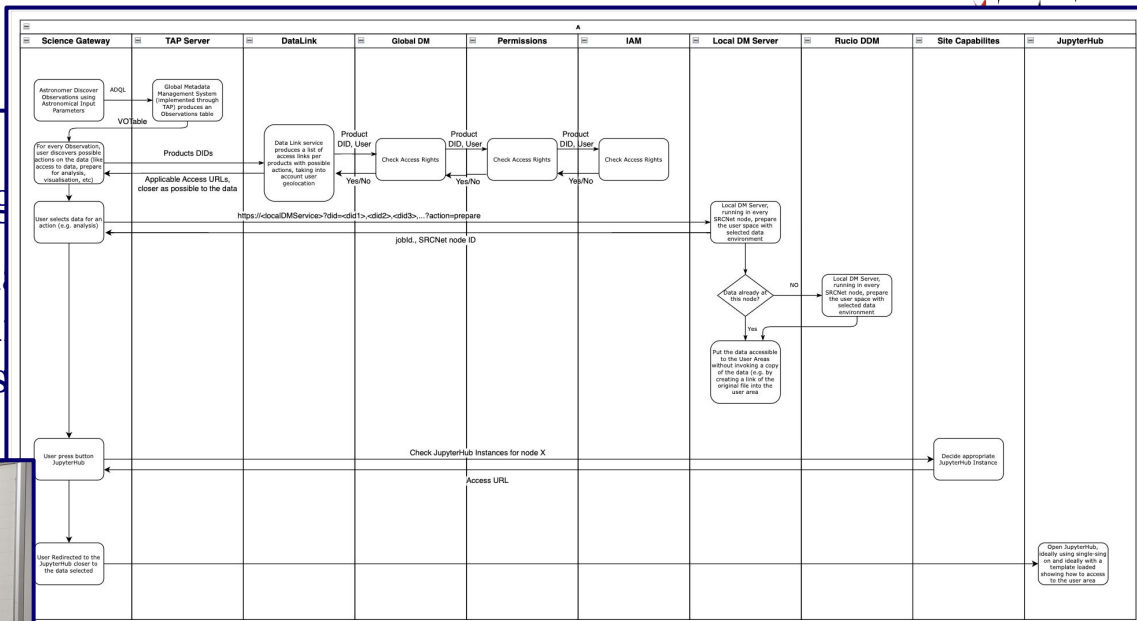 A
Science Gateway
TAP Server
DataLink
Global DM
Permissions
IAM
Local DM Server
Rucio DDM
Site Capabilites
JupyterHub
Astronomer Discover
Observations using
Astronomical Input
Parameters
ADQL
Global Metadata
Management System
(implemented through
TAP) produces an
Observations table
VOTable
For every Observation,
user discovers possible
actions on the data (like
access to data, prepare
for analysis,
visualisation, etc)
Products DIDs
Applicable Access URLs,
closer as possible to the data
Data Link service
produces a list of
access links per
products with possible
actions, taking into
account user
geolocation
Product
DID, User
Yes/No
Check Access Rights
Product
DID, User
Yes/No
Check Access Rights
Product
DID, User
Yes/No
Check Access Rights
User selects data for an
action (e.g. analysis)
https://<localDMService>?did=<did1>,<did2>,<did3>,...?action=prepare
jobId., SRCNet node ID
Local DM Server,
running in every
SRCNet node, prepare
the user space with
selected data
environment
Data already at
this node?
NO
Local DM Server,
running in every
SRCNet node, prepare
the user space with
selected data
environment
Yes
Put the data accessible
to the User Areas
without invoking a copy
of the data (e.g. by
creating a link of the
original file into the
user area
User press button
JupyterHub
Check JupyterHub Instances for node X
Access URL
Decide appropriate
JupyterHub Instance
User Redirected to the
JupyterHub closer to
the data selected
Open JupyterHub,
ideally using single-sing
on and ideally with a
template loaded
showing how to access
to the user area